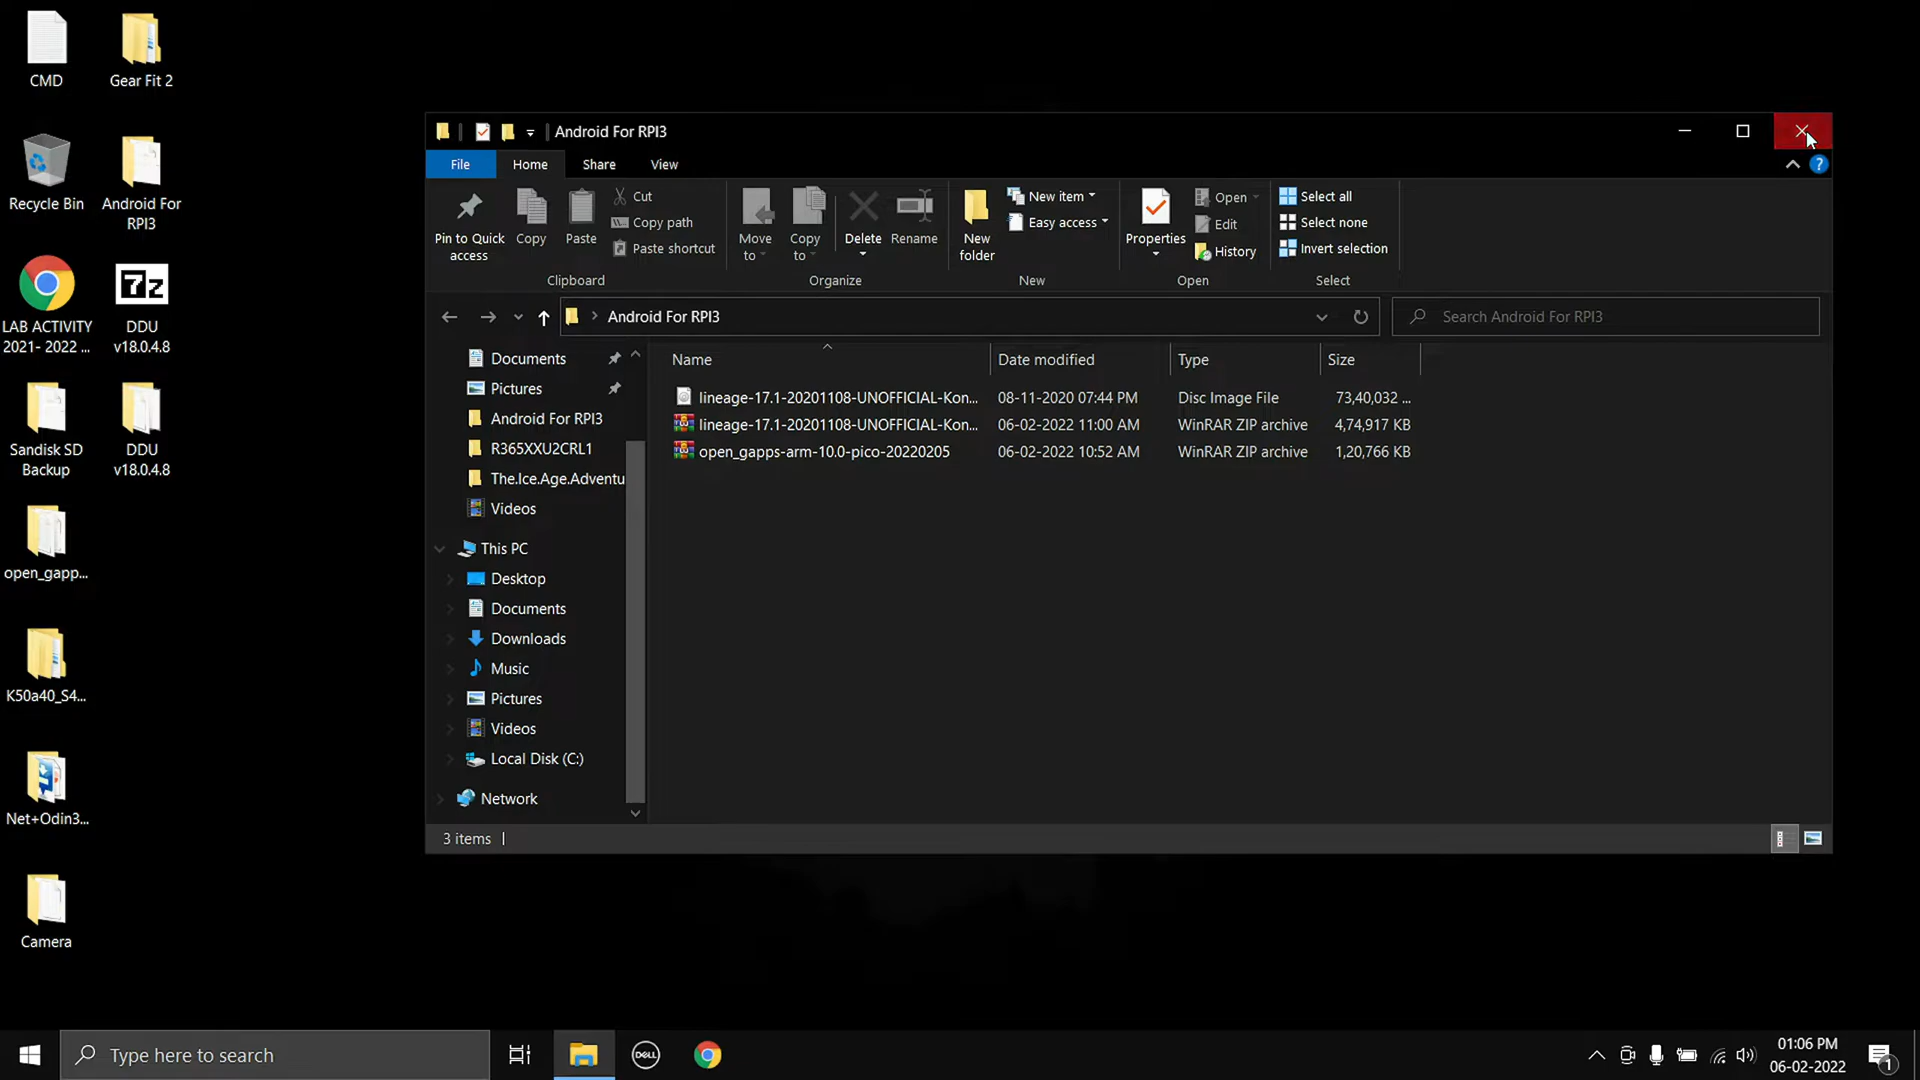 CMD
Gear Fit 2
Recycle Bin
Android For
RPI3
LAB ACTIVITY
2021- 2022 ...
7z
DDU
v18.0.4.8
Sandisk SD
Backup
DDU
v18.0.4.8
open_gapp...
K50a40_S4...
Net+Odin3...
Camera
Android For RPI3
File
Home
Share
View
Pin to Quick
access
Copy
Paste
Cut
Copy path
Paste shortcut
Clipboard
Move
to
Copy
to
Delete
Rename
Organize
New
folder
New item
Easy access
New
Properties
Open
Edit
History
Open
Select all
Select none
Invert selection
Select
Android For RPI3
Search Android For RPI3
Documents
Pictures
Android For RPI3
R365XXU2CRL1
The.Ice.Age.Adventu
Videos
This PC
Desktop
Documents
Downloads
Music
Pictures
Videos
Local Disk (C:)
Network
Name Date modified Type Size
lineage-17.1-20201108-UNOFFICIAL-Kon... 08-11-2020 07:44 PM Disc Image File 73,40,032 ...
lineage-17.1-20201108-UNOFFICIAL-Kon... 06-02-2022 11:00 AM WinRAR ZIP archive 4,74,917 KB
open_gapps-arm-10.0-pico-20220205 06-02-2022 10:52 AM WinRAR ZIP archive 1,20,766 KB
3 items
Type here to search
DELL
01:06 PM
06-02-2022
1